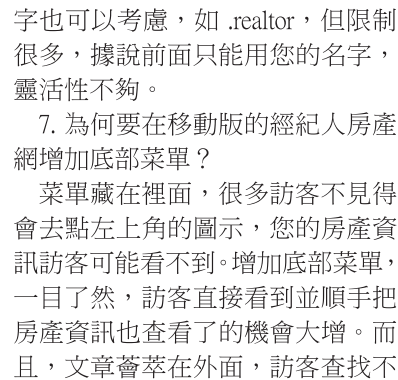 字也可以考慮，如 .realtor，但限制
很多，據說前面只能用您的名字，
靈活性不夠。
7. 為何要在移動版的經紀人房產
網增加底部菜單？
菜單藏在裡面，很多訪客不見得
會去點左上角的圖示，您的房產資
訊訪客可能看不到。增加底部菜單，
一目了然，訪客直接看到並順手把
房產資訊也查看了的機會大增。而
且，文章薈萃在外面，訪客查找不